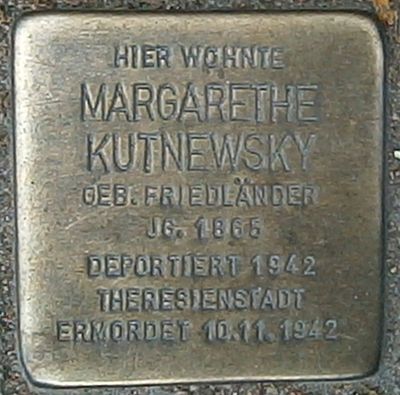 HIER WOHNTE
MARGARETHE
KUTNEWSKY
GEB. FRIEDLÄNDER
JG. 1865
DEPORTIERT 1942
THERESIENSTADT
ERMORDET 10.11.1942